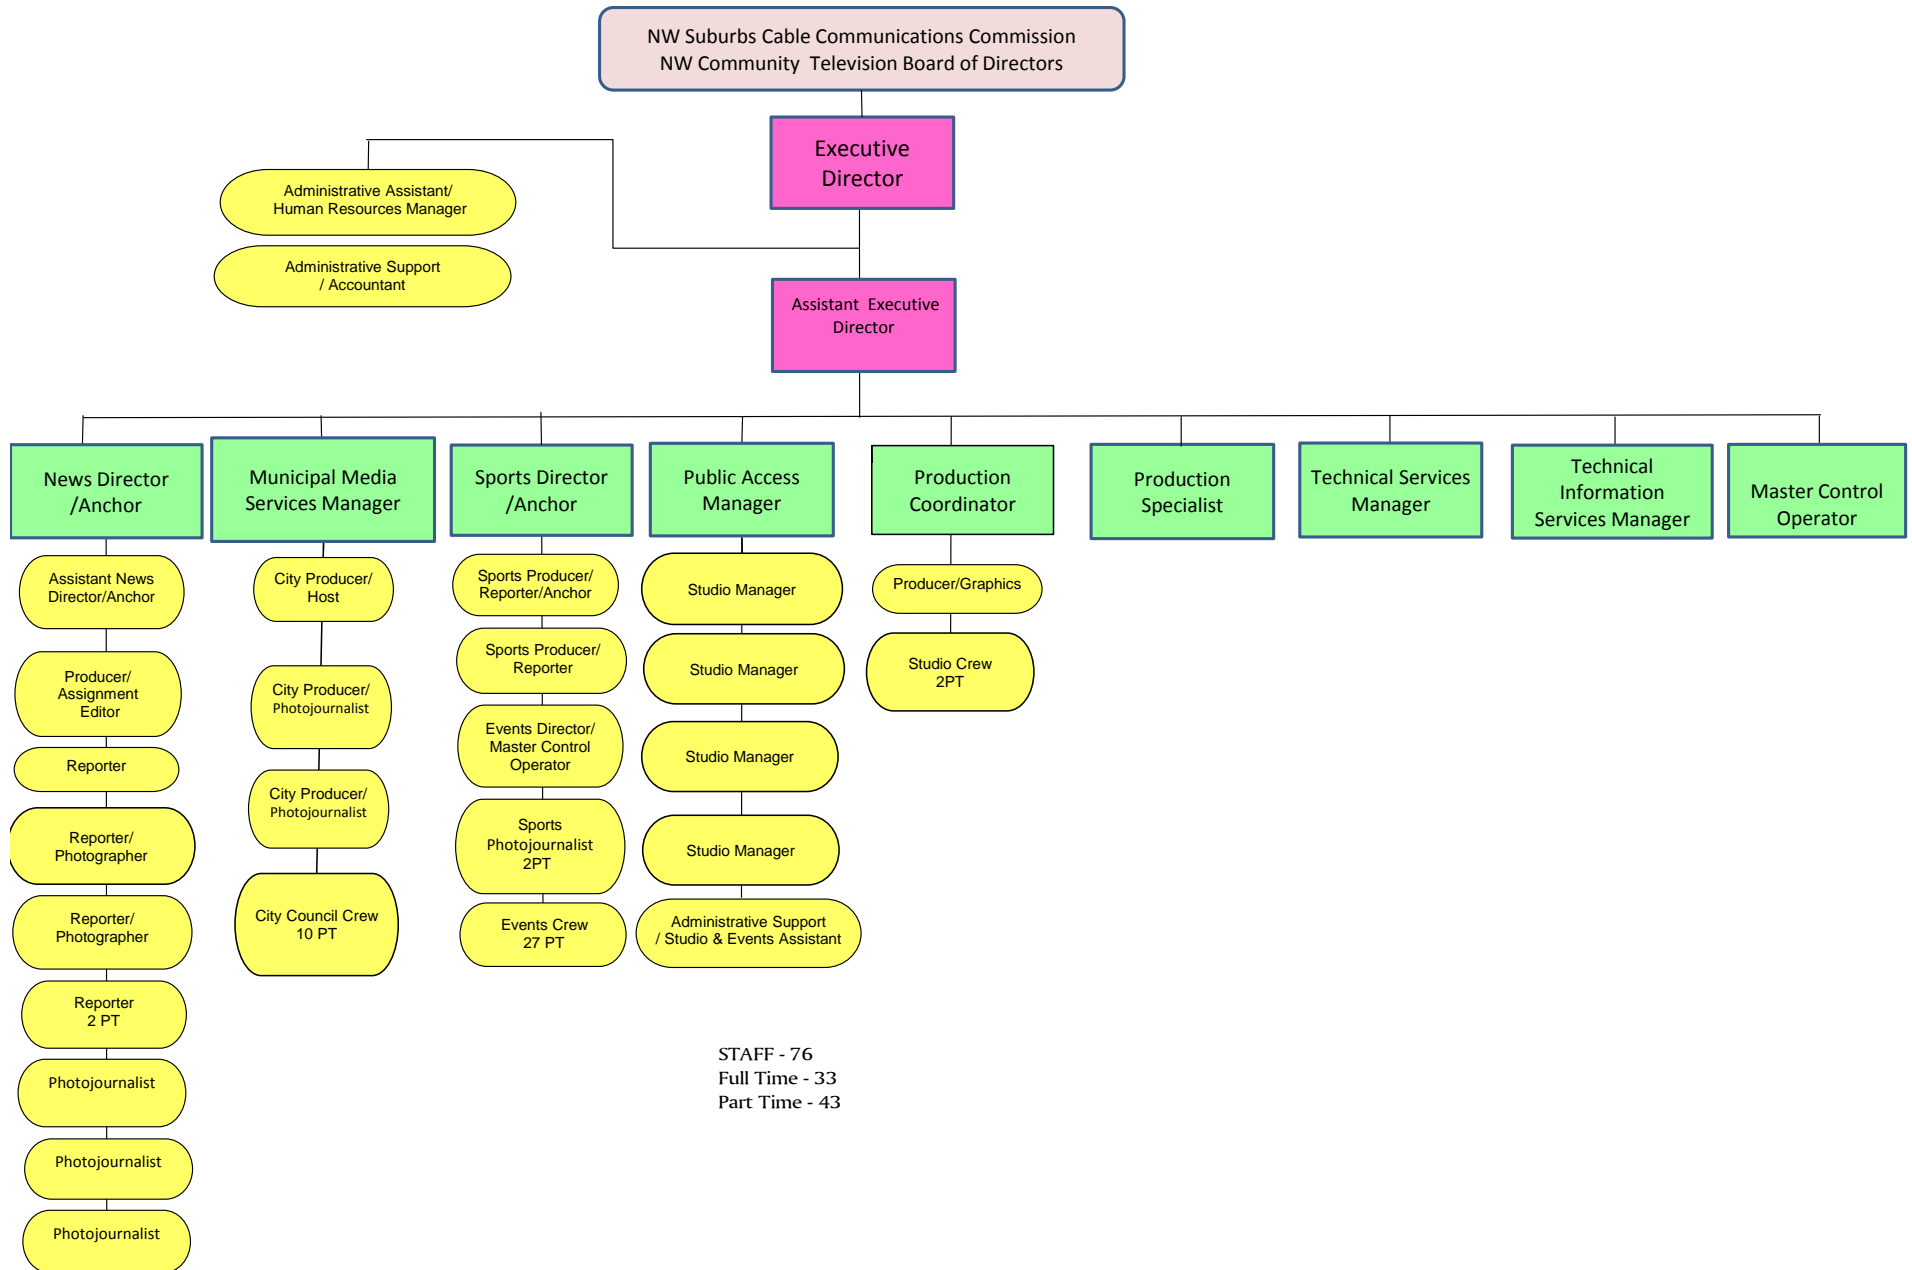 NW Suburbs Cable Communications Commission
NW Community  Television Board of Directors
Executive
Director
Administrative Assistant/
Human Resources Manager
Administrative Support
/ Accountant
Assistant  Executive
Director
News Director
/Anchor
Municipal Media
Services Manager
Sports Director
/Anchor
Public Access
Manager
Production
Coordinator
Production
Specialist
Technical Services
Manager
Technical
Information
Services Manager
Master Control
Operator
Assistant News
Director/Anchor
Producer/
Assignment
Editor
Reporter
Reporter/
Photographer
Reporter/
Photographer
Reporter
2 PT
Photojournalist
Photojournalist
Photojournalist
City Producer/
Host
City Producer/
Photojournalist
City Producer/
Photojournalist
City Council Crew
10 PT
Sports Producer/
Reporter/Anchor
Sports Producer/
Reporter
Events Director/
Master Control
Operator
Sports
Photojournalist
2PT
Events Crew
27 PT
Studio Manager
Studio Manager
Studio Manager
Studio Manager
Administrative Support
/ Studio & Events Assistant
Producer/Graphics
Studio Crew
2PT
STAFF - 76
Full Time - 33
Part Time - 43